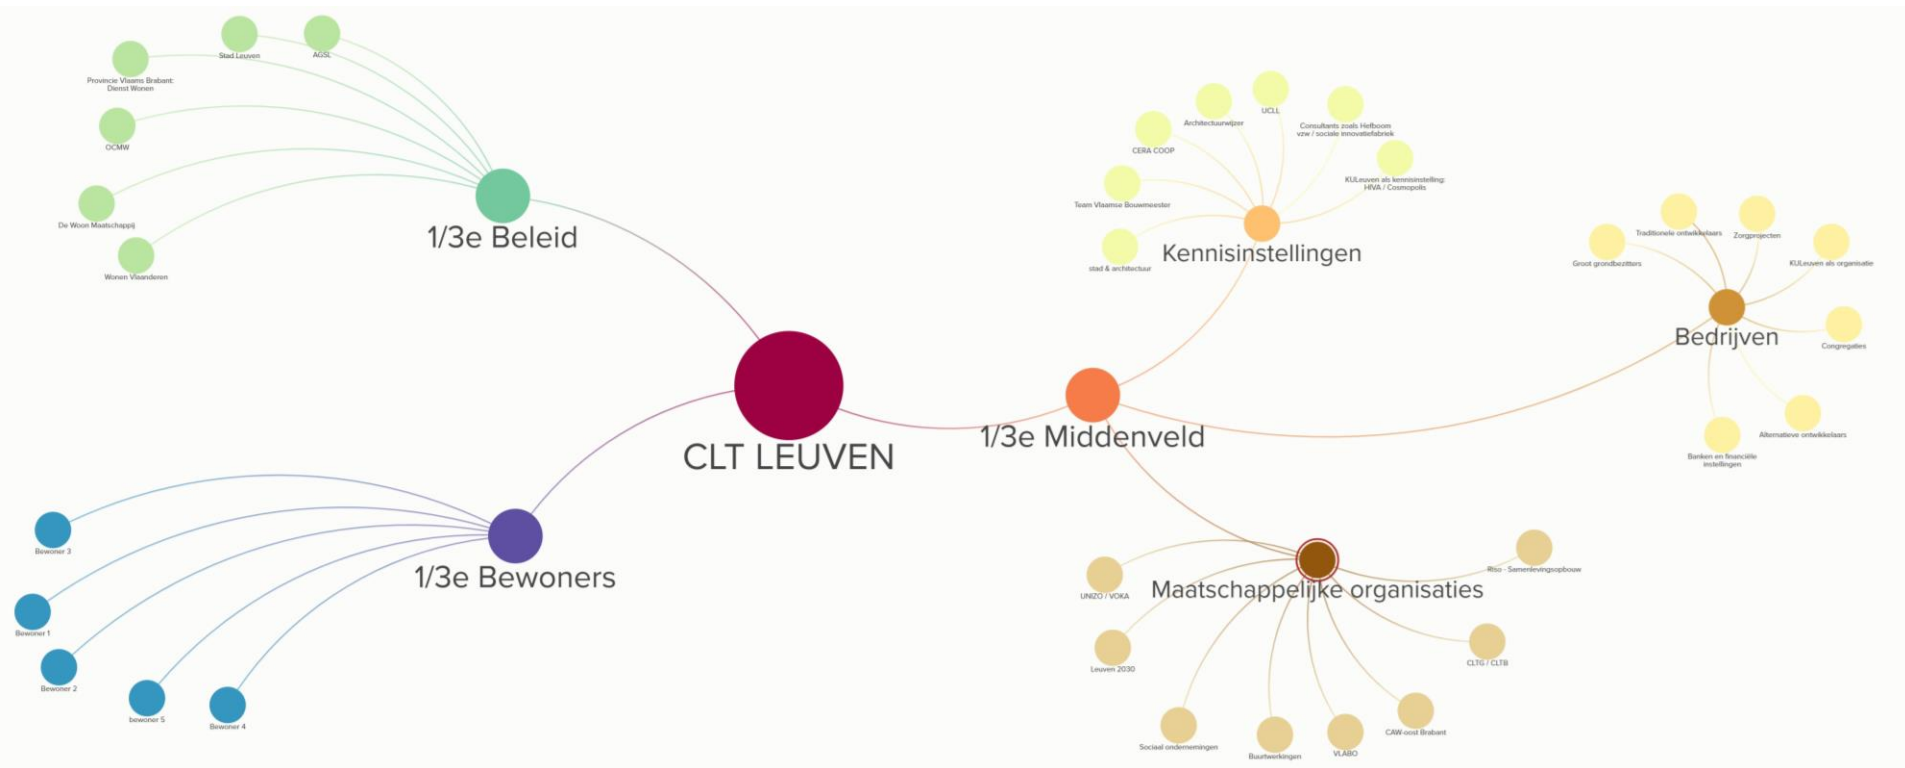 Stad Leuven
AGSL
Provincie Vlaams Brabant:
Dienst Wonen
OCMW
De Woon Maatschappij
Wonen Vlaanderen
1/3e Beleid
CLT LEUVEN
1/3e Bewoners
Bewoner 3
Bewoner 1
Bewoner 2
bewoner 5
Bewoner 4
1/3e Middenveld
UCLL
Architectuurwijzer
Consultants zoals Hefboom
vzw / sociale innovatiefabriek
CERA COOP
KULeuven als kennisinstelling:
HIVA / Cosmopolis
Team Vlaamse Bouwmeester
stad & architectuur
Kennisinstellingen
Traditionele ontwikkelaars
Zorgprojecten
Groot grondbezitters
KULeuven als organisatie
Bedrijven
Congregaties
Alternatieve ontwikkelaars
Banken en financiële
instellingen
Maatschappelijke organisaties
Riso - Samenlevingsopbouw
UNIZO / VOKA
Leuven 2030
CLTG / CLTB
CAW-oost Brabant
Sociaal ondernemingen
Buurtwerkingen
VLABO